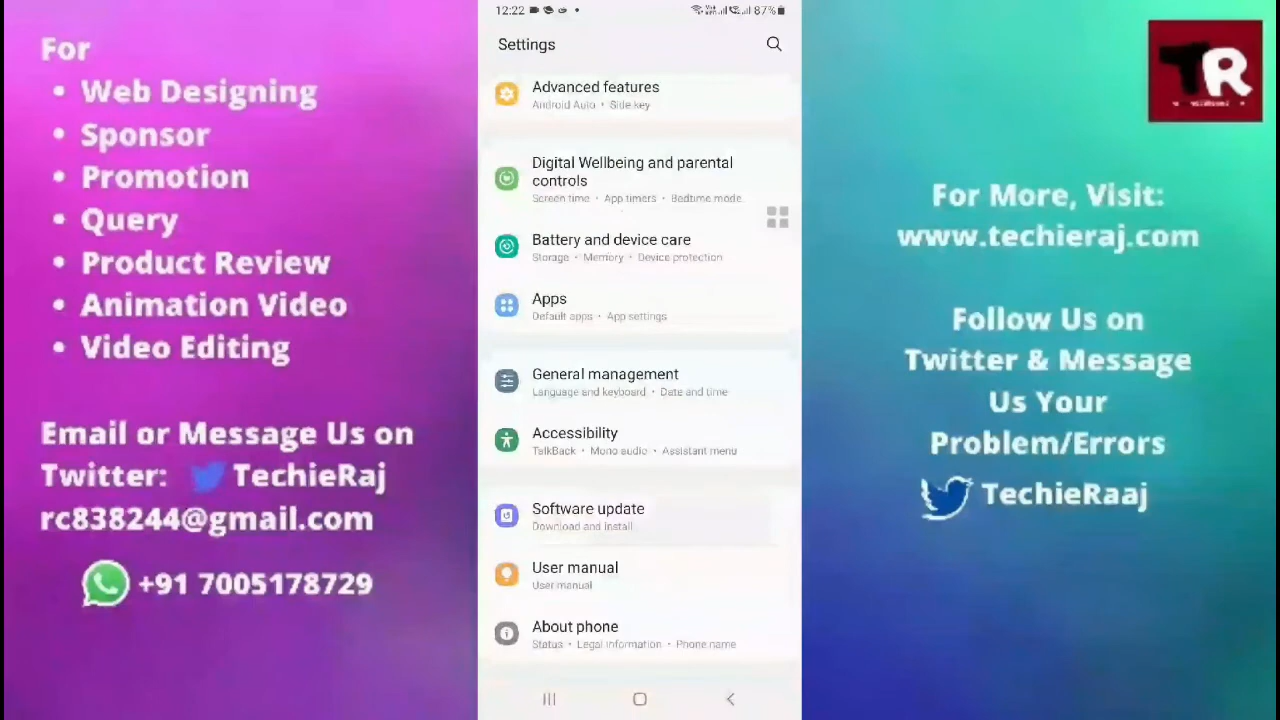 For
• Web Designing
• Sponsor
• Promotion
• Query
• Product Review
• Animation Video
• Video Editing
Email or Message Us on
Twitter: TechieRaj
rc838244@gmail.com
+91 7005178729
12:22
87%
Settings
Advanced features
Android Auto • Side key
Digital Wellbeing and parental
controls
Screen time • App timers • Bedtime mode
Battery and device care
Storage • Memory • Device protection
Apps
Default apps • App settings
General management
Language and keyboard • Date and time
Accessibility
TalkBack • Mono audio • Assistant menu
Software update
Download and install
User manual
User manual
About phone
Status • Legal information • Phone name
TR
For More, Visit:
www.techieraj.com
Follow Us on
Twitter & Message
Us Your
Problem/Errors
TechieRaaj